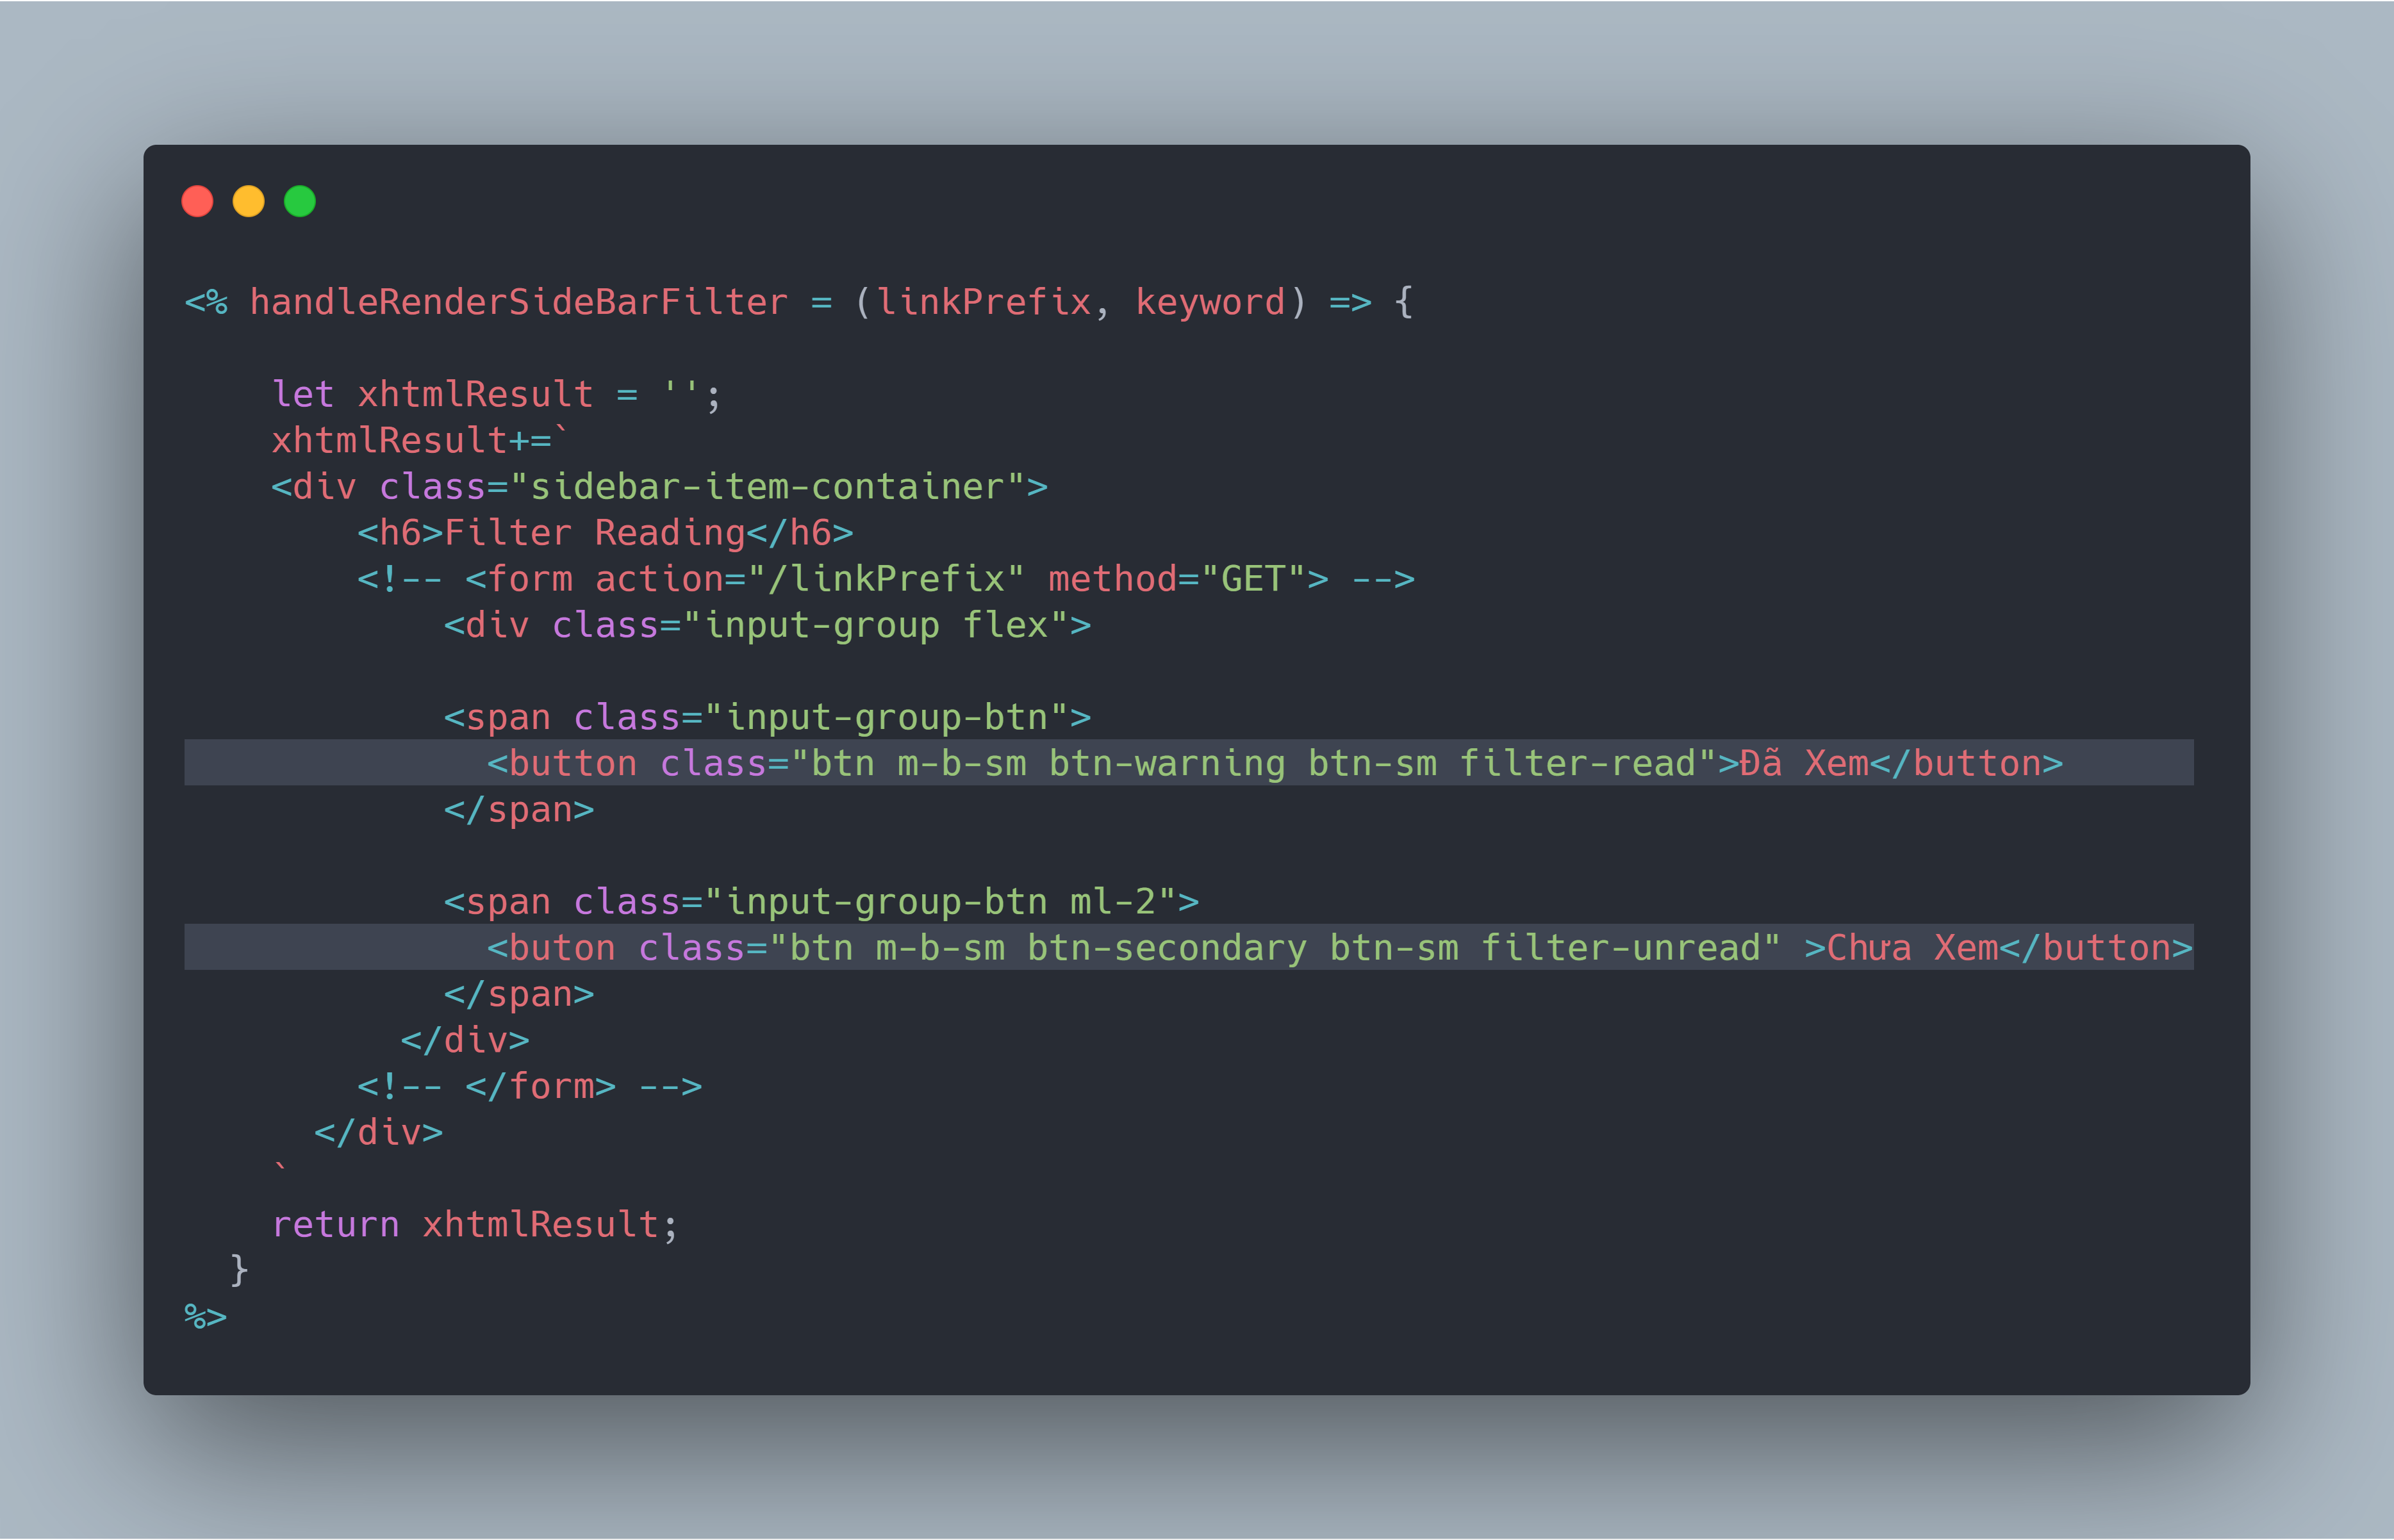 <% handleRenderSideBarFilter = (linkPrefix, keyword) => {
let xhtmlResult = '';
xhtmlResult+=`
<div class="sidebar-item-container">
<h6>Filter Reading</h6>
<!-- <form action="/linkPrefix" method="GET"> -->
<div class="input-group flex">
<span class="input-group-btn">
<button class="btn m-b-sm btn-warning btn-sm filter-read">Đã Xem</button>
</span>
<span class="input-group-btn ml-2">
<buton class="btn m-b-sm btn-secondary btn-sm filter-unread" >Chưa Xem</button>
</span>
</div>
<!-- </form> -->
</div>
`
return xhtmlResult;
}
%>